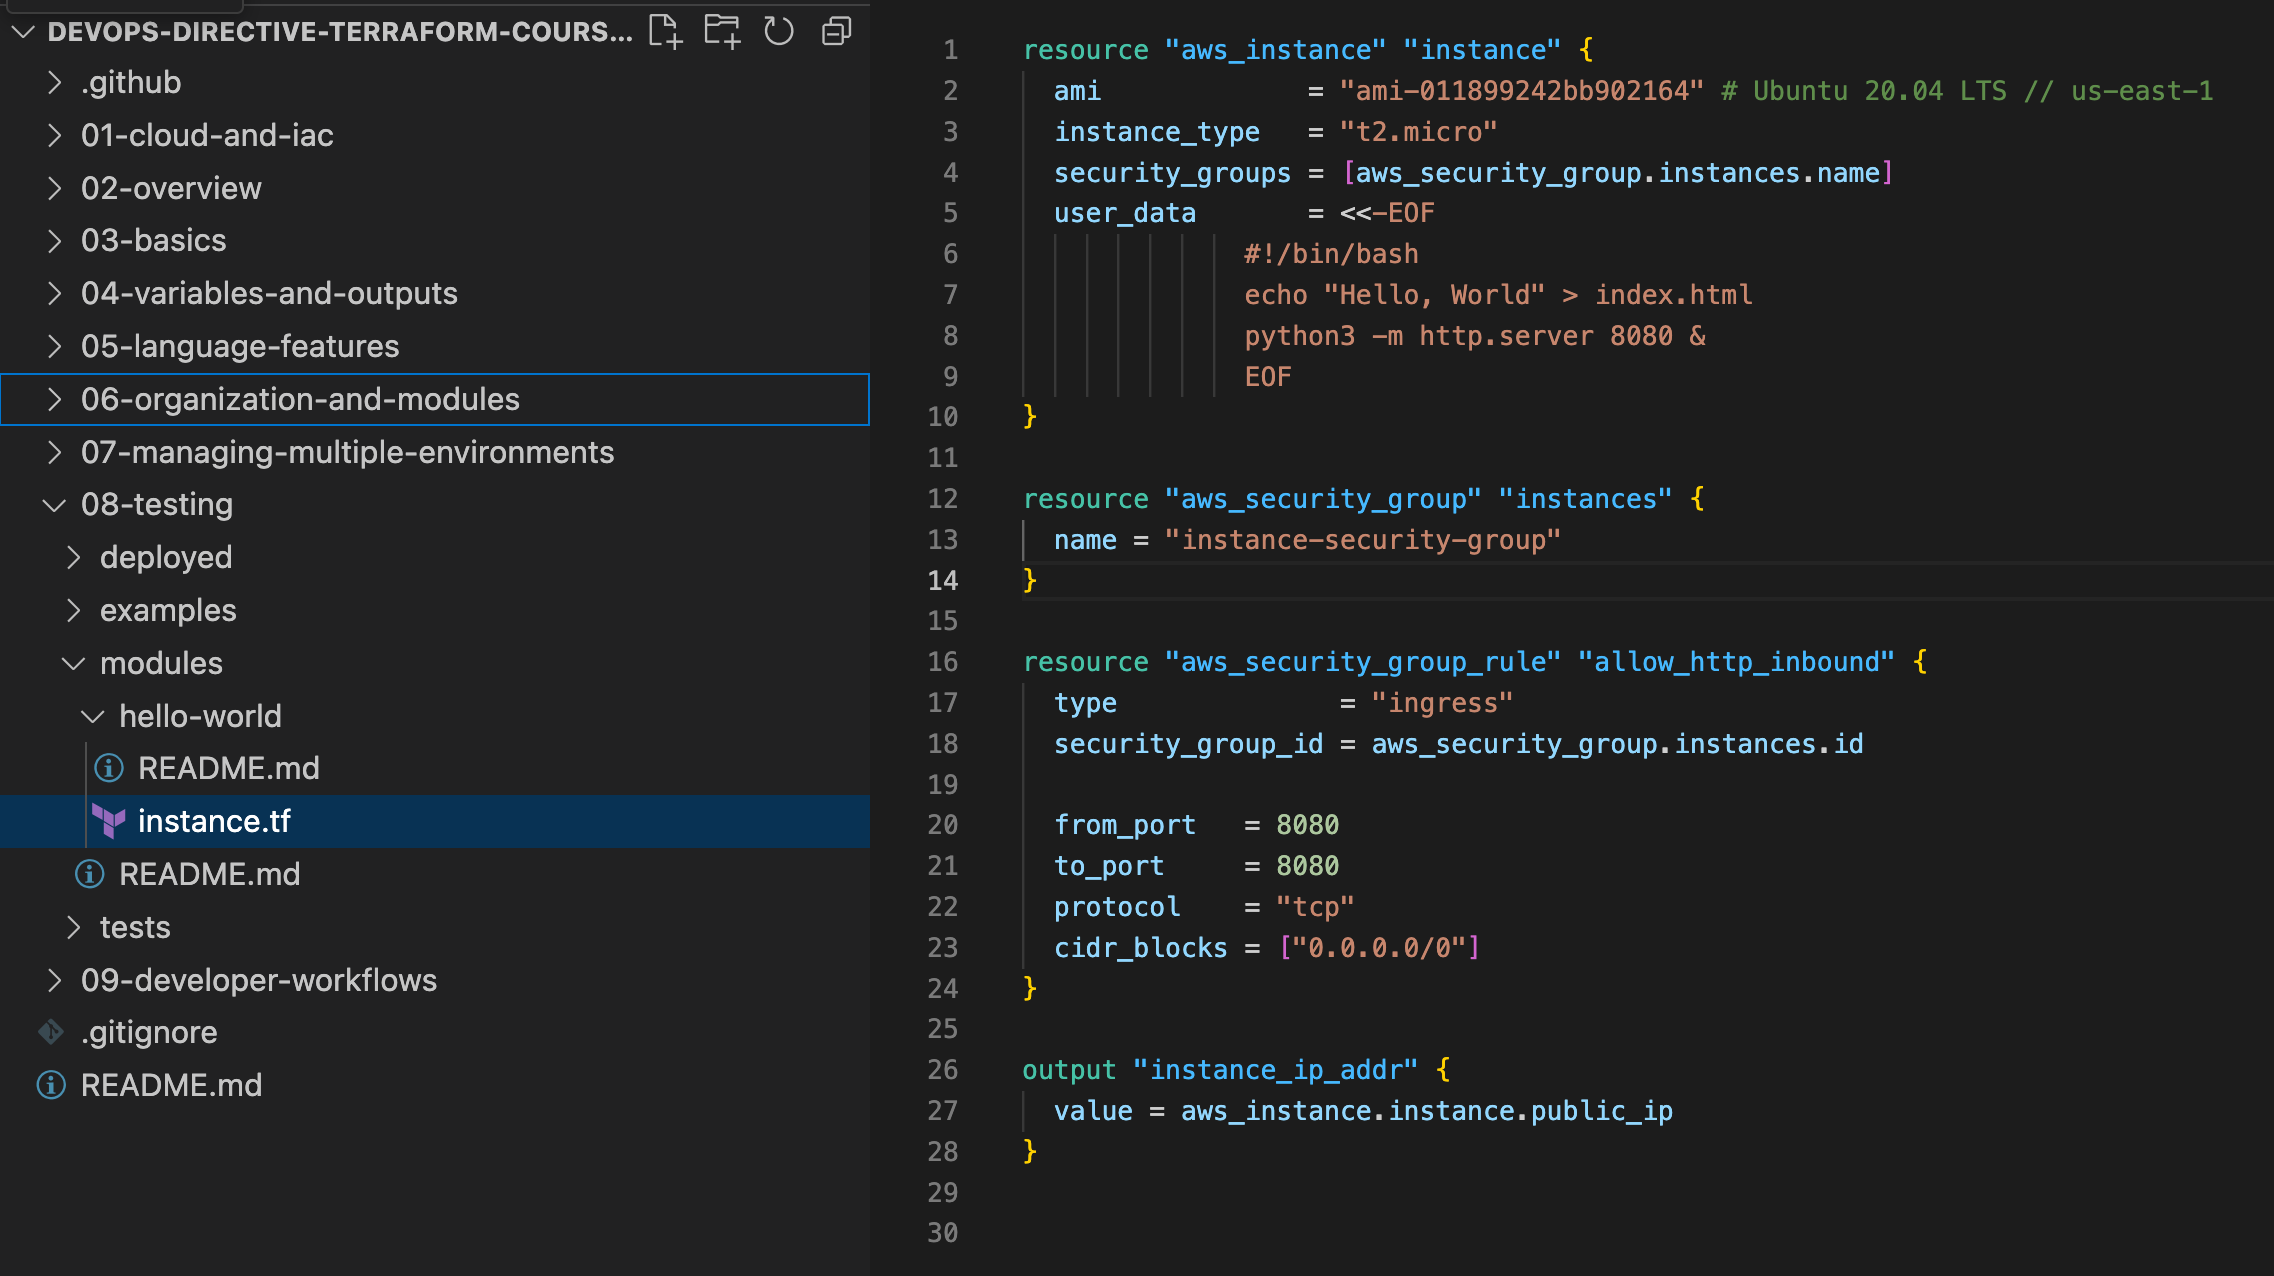 DEVOPS-DIRECTIVE-TERRAFORM-COURS...
.github
01-cloud-and-iac
02-overview
03-basics
04-variables-and-outputs
05-language-features
06-organization-and-modules
07-managing-multiple-environments
08-testing
deployed
examples
modules
hello-world
README.md
instance.tf
README.md
tests
09-developer-workflows
.gitignore
README.md
1 resource "aws_instance" "instance" {
2   ami             = "ami-011899242bb902164" # Ubuntu 20.04 LTS // us-east-1
3   instance_type   = "t2.micro"
4   security_groups = [aws_security_group.instances.name]
5   user_data       = <<-EOF
6               #!/bin/bash
7               echo "Hello, World" > index.html
8               python3 -m http.server 8080 &
9               EOF
10 }
11
12 resource "aws_security_group" "instances" {
13   name = "instance-security-group"
14 }
15
16 resource "aws_security_group_rule" "allow_http_inbound" {
17   type              = "ingress"
18   security_group_id = aws_security_group.instances.id
19
20   from_port   = 8080
21   to_port     = 8080
22   protocol    = "tcp"
23   cidr_blocks = ["0.0.0.0/0"]
24 }
25
26 output "instance_ip_addr" {
27   value = aws_instance.instance.public_ip
28 }
29
30